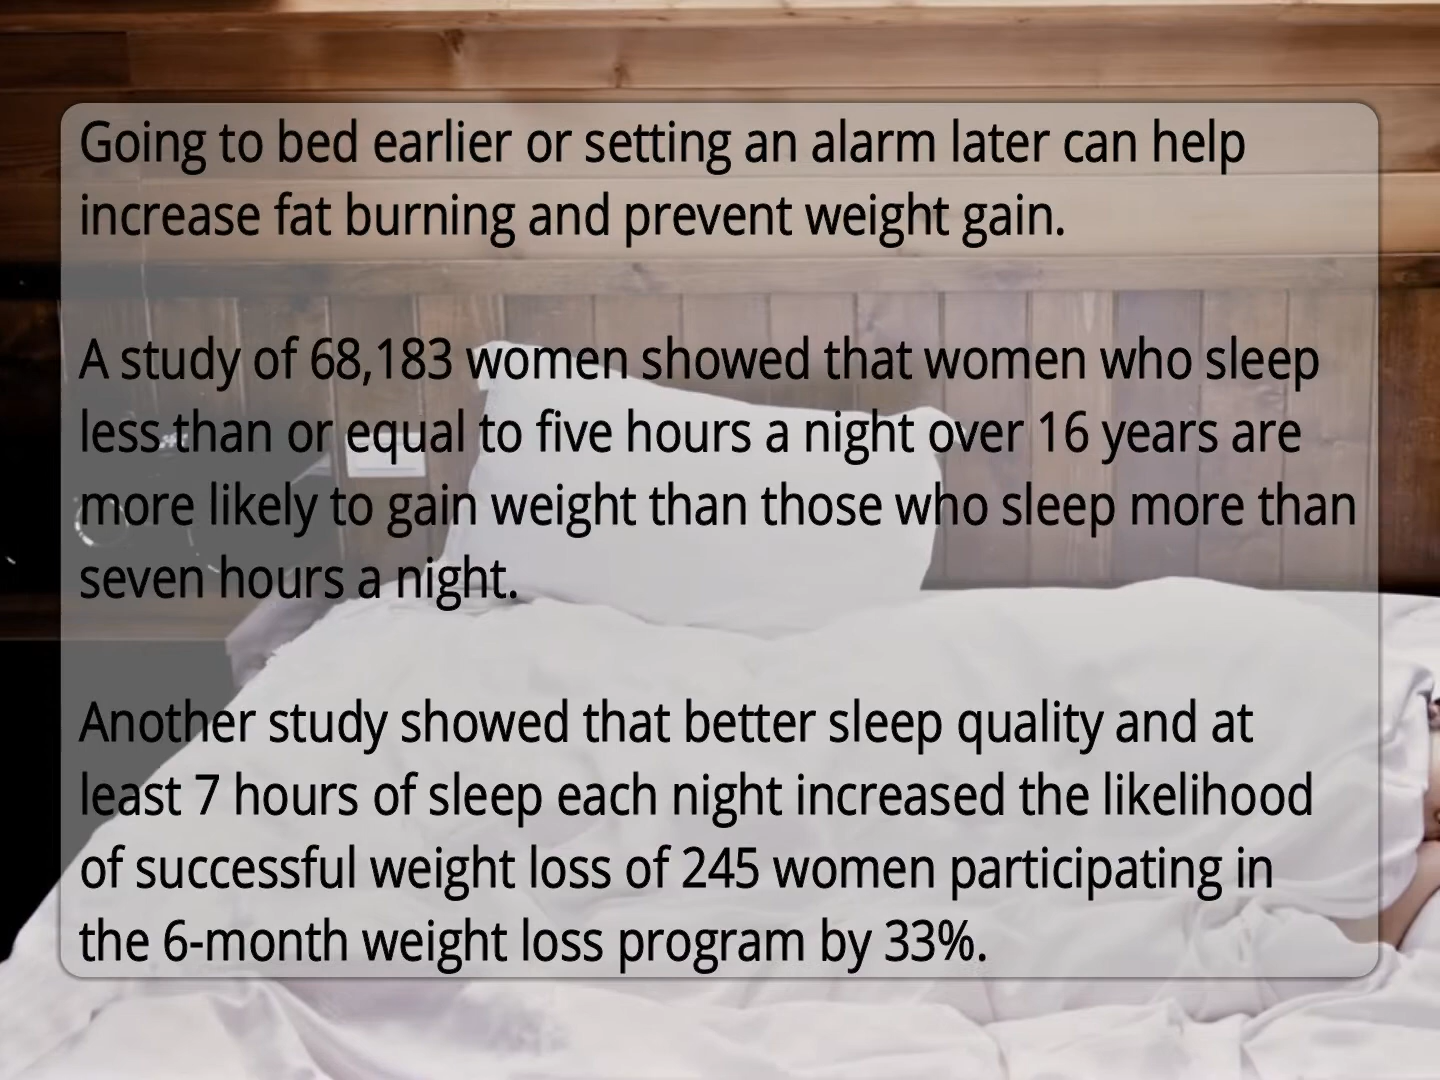 Going to bed earlier or setting an alarm later can help
increase fat burning and prevent weight gain.
A study of 68,183 women showed that women who sleep
less than or equal to five hours a night over 16 years are
more likely to gain weight than those who sleep more than
seven hours a night.
Another study showed that better sleep quality and at
least 7 hours of sleep each night increased the likelihood
of successful weight loss of 245 women participating in
the 6-month weight loss program by 33%.